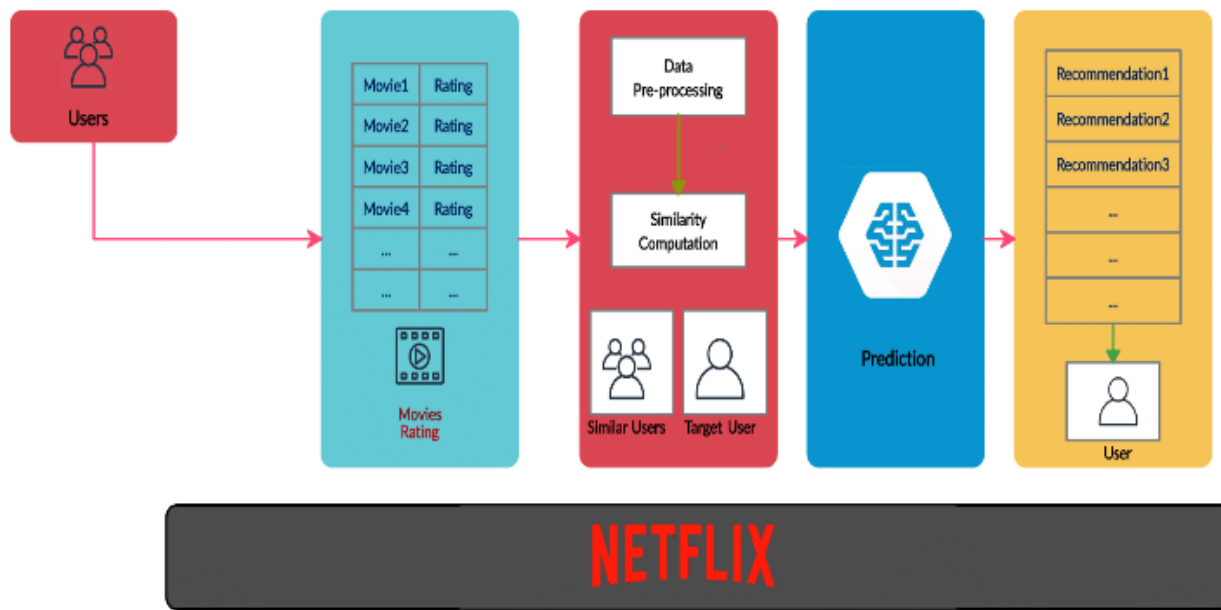 Users
Movie1 Rating
Movie2 Rating
Movie3 Rating
Movie4 Rating
... ...
... ...
Movies
Rating
Data
Pre-processing
Similarity
Computation
Similar Users
Target User
Prediction
Recommendation1
Recommendation2
Recommendation3
...
...
...
User
NETFLIX